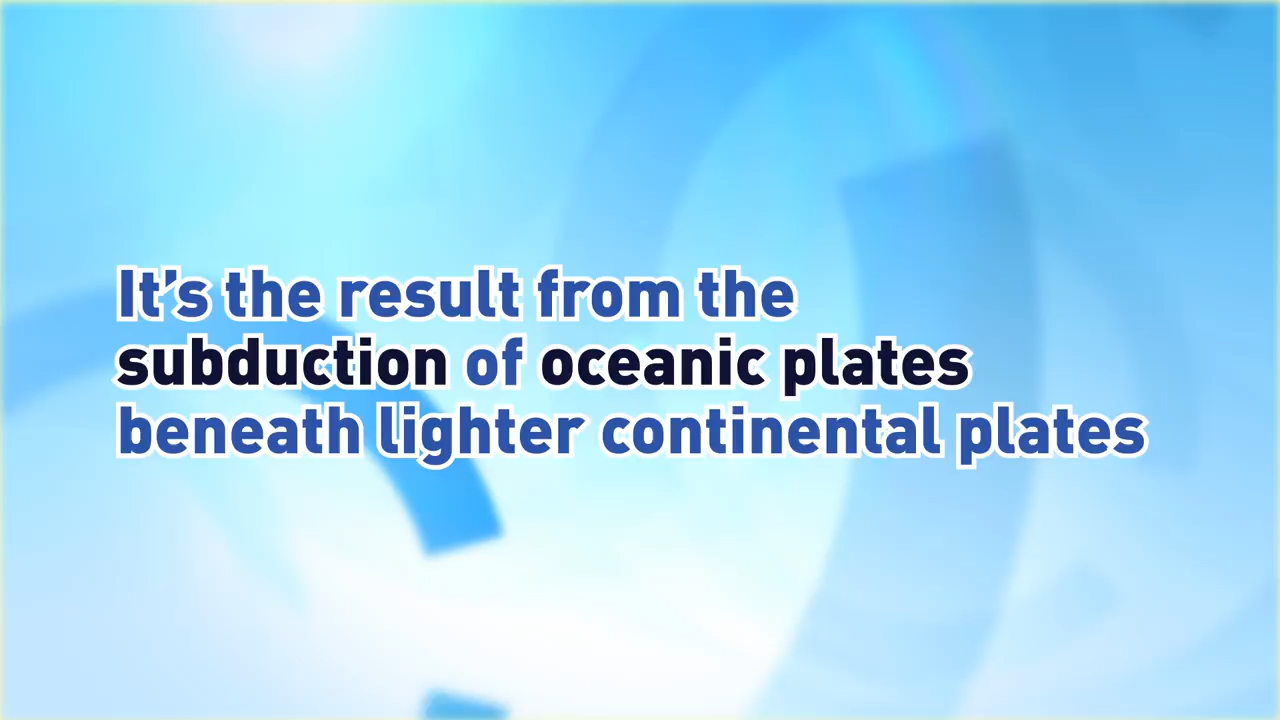 It’s the result from the
subduction of oceanic plates
beneath lighter continental plates